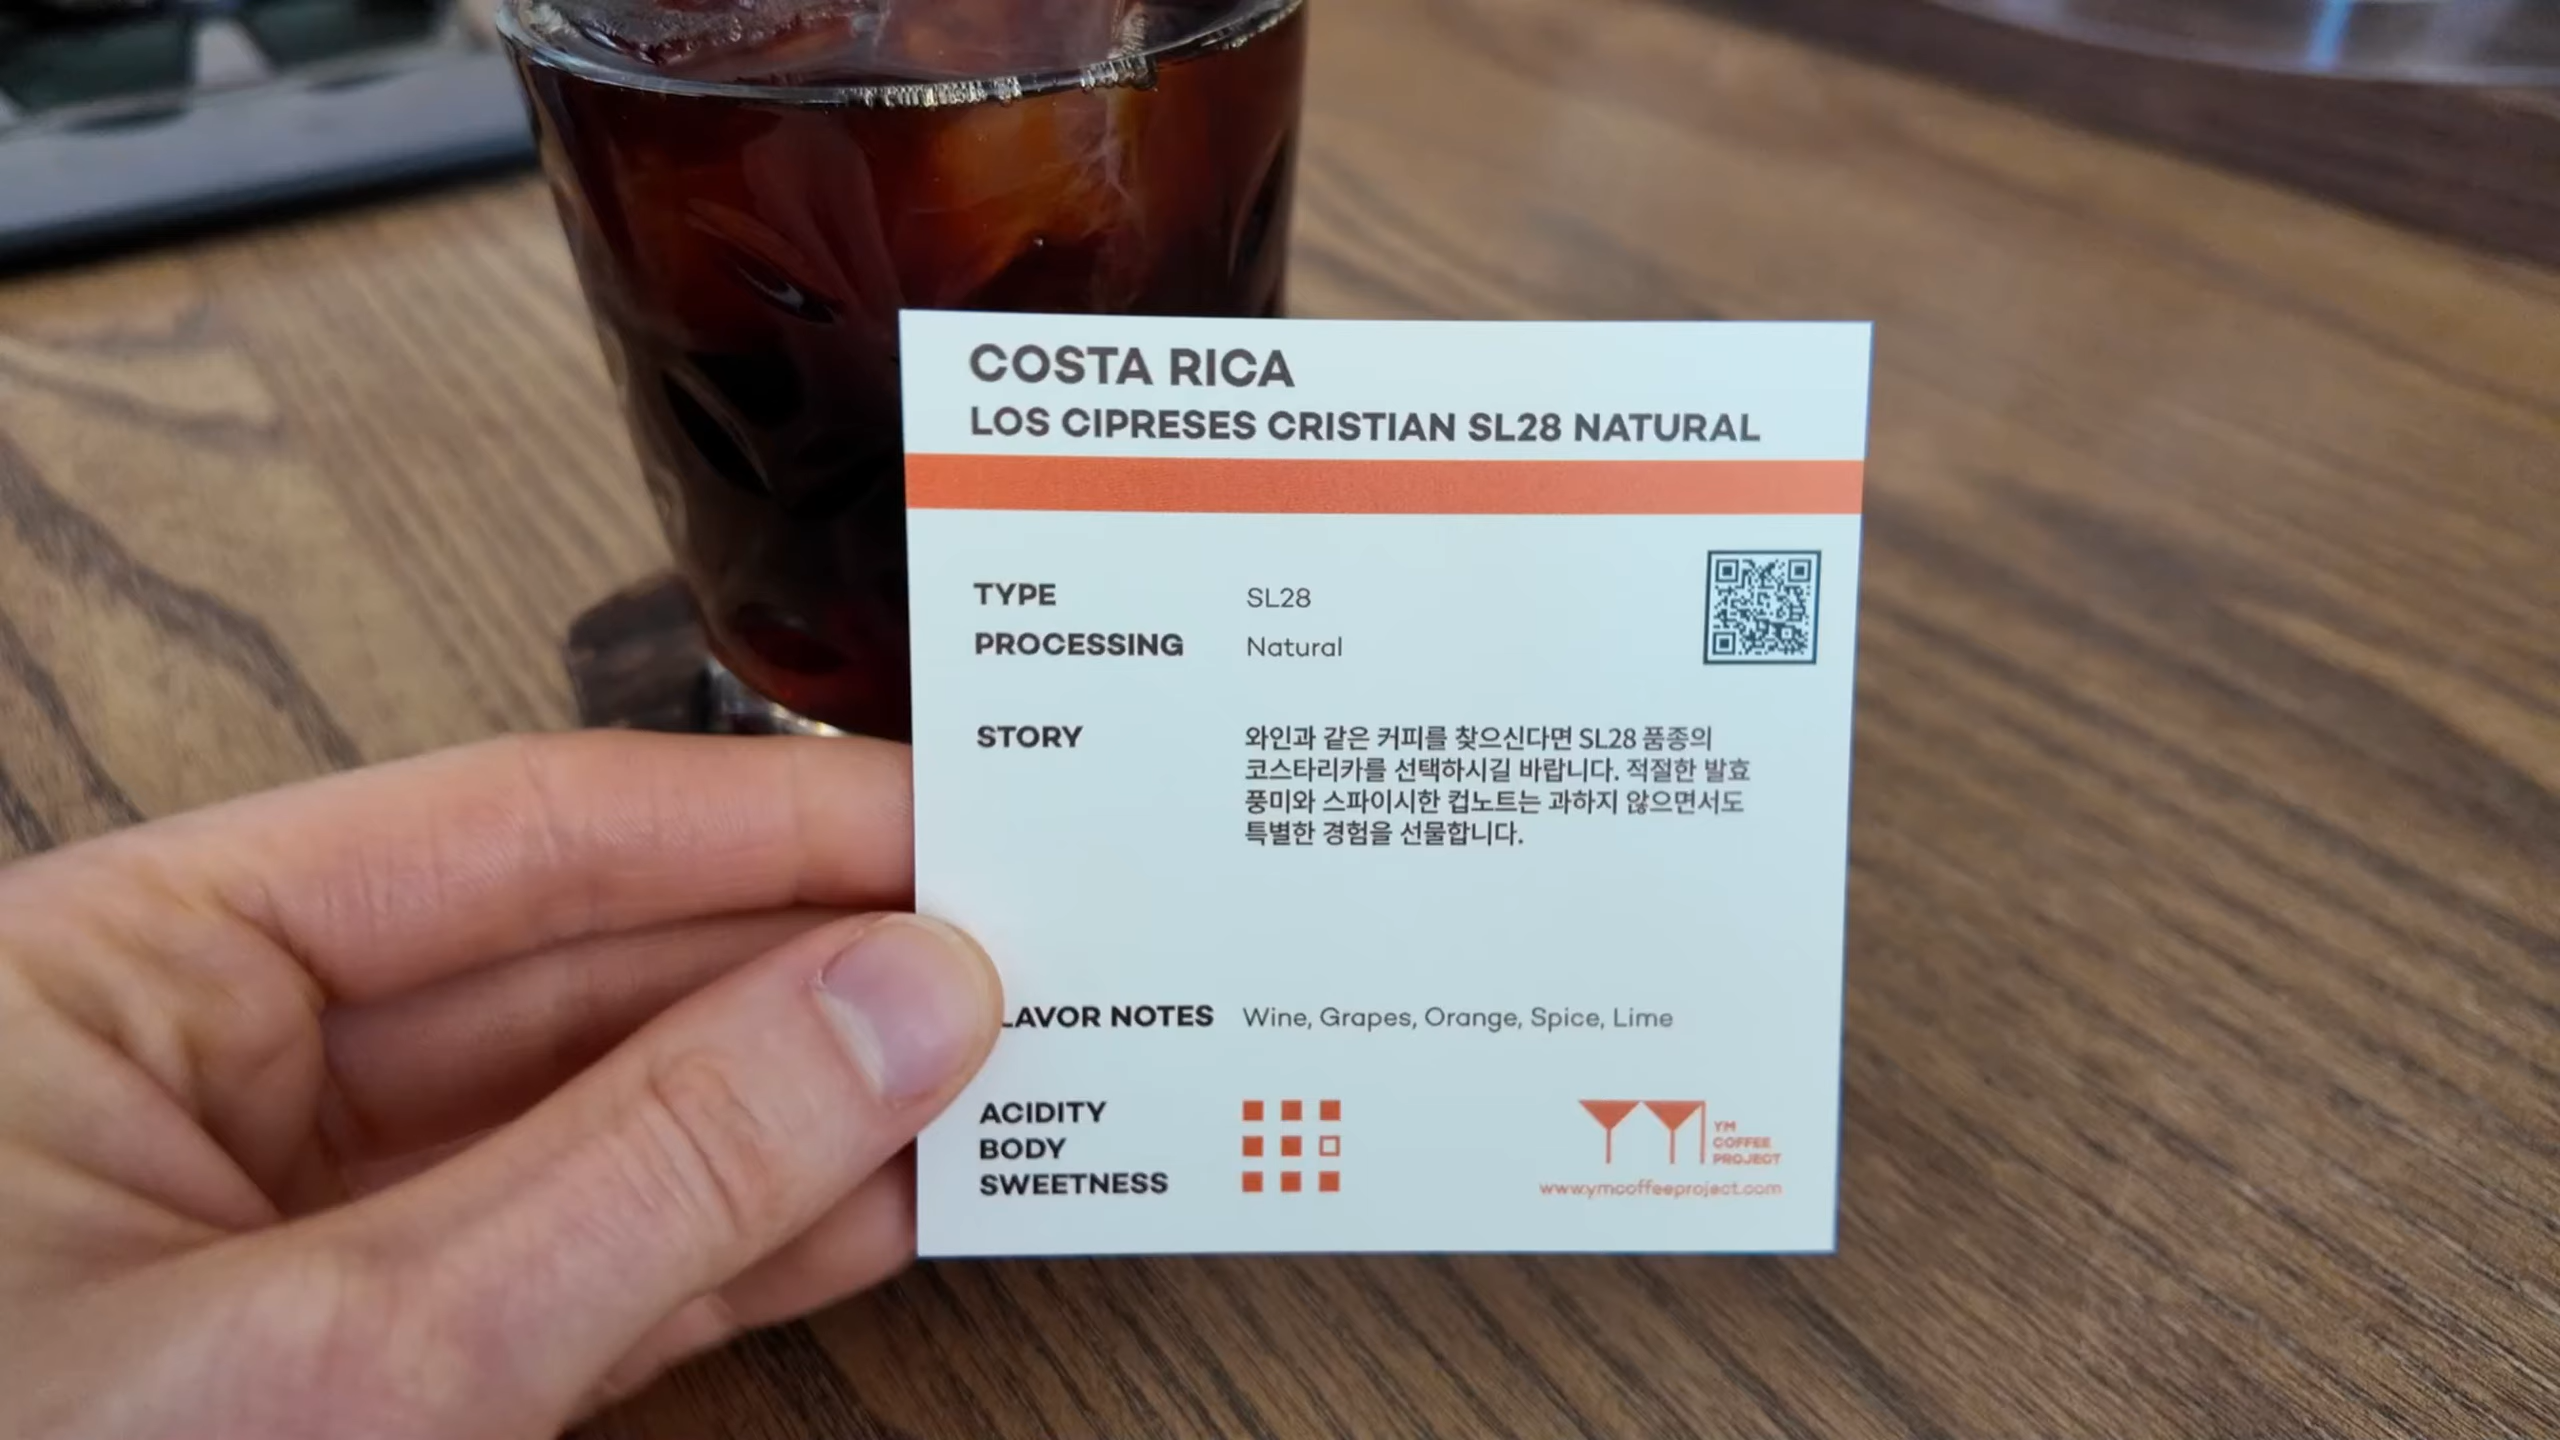 COSTA RICA
LOS CIPRESES CRISTIAN SL28 NATURAL
TYPE SL28
PROCESSING Natural
STORY 와인과 같은 커피를 찾으신다면 SL28 품종의
코스타리카를 선택하시길 바랍니다. 적절한 발효
풍미와 스파이시한 컵노트는 과하지 않으면서도
특별한 경험을 선물합니다.
LAVOR NOTES Wine, Grapes, Orange, Spice, Lime
ACIDITY
BODY
SWEETNESS
YM
COFFEE
PROJECT
www.ymcoffeeproject.com